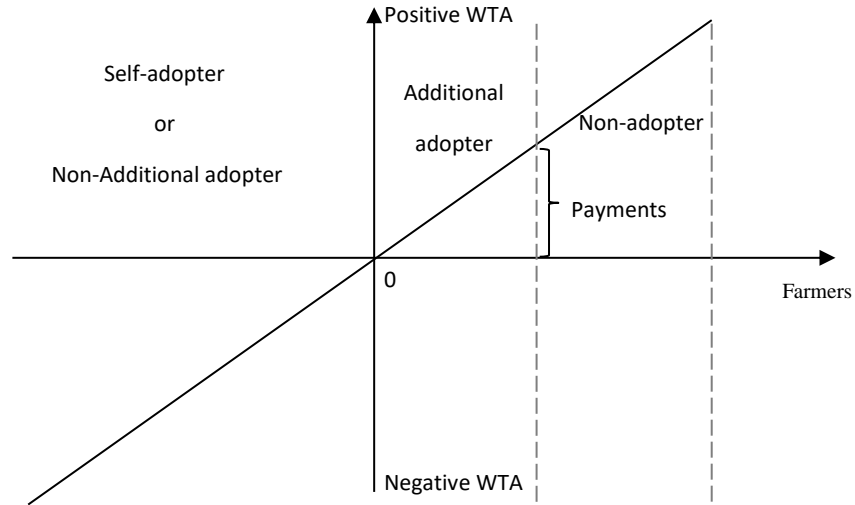 Positive WTA
Self-adopter
or
Non-Additional adopter
Additional
adopter
Non-adopter
Payments
0
Farmers
Negative WTA